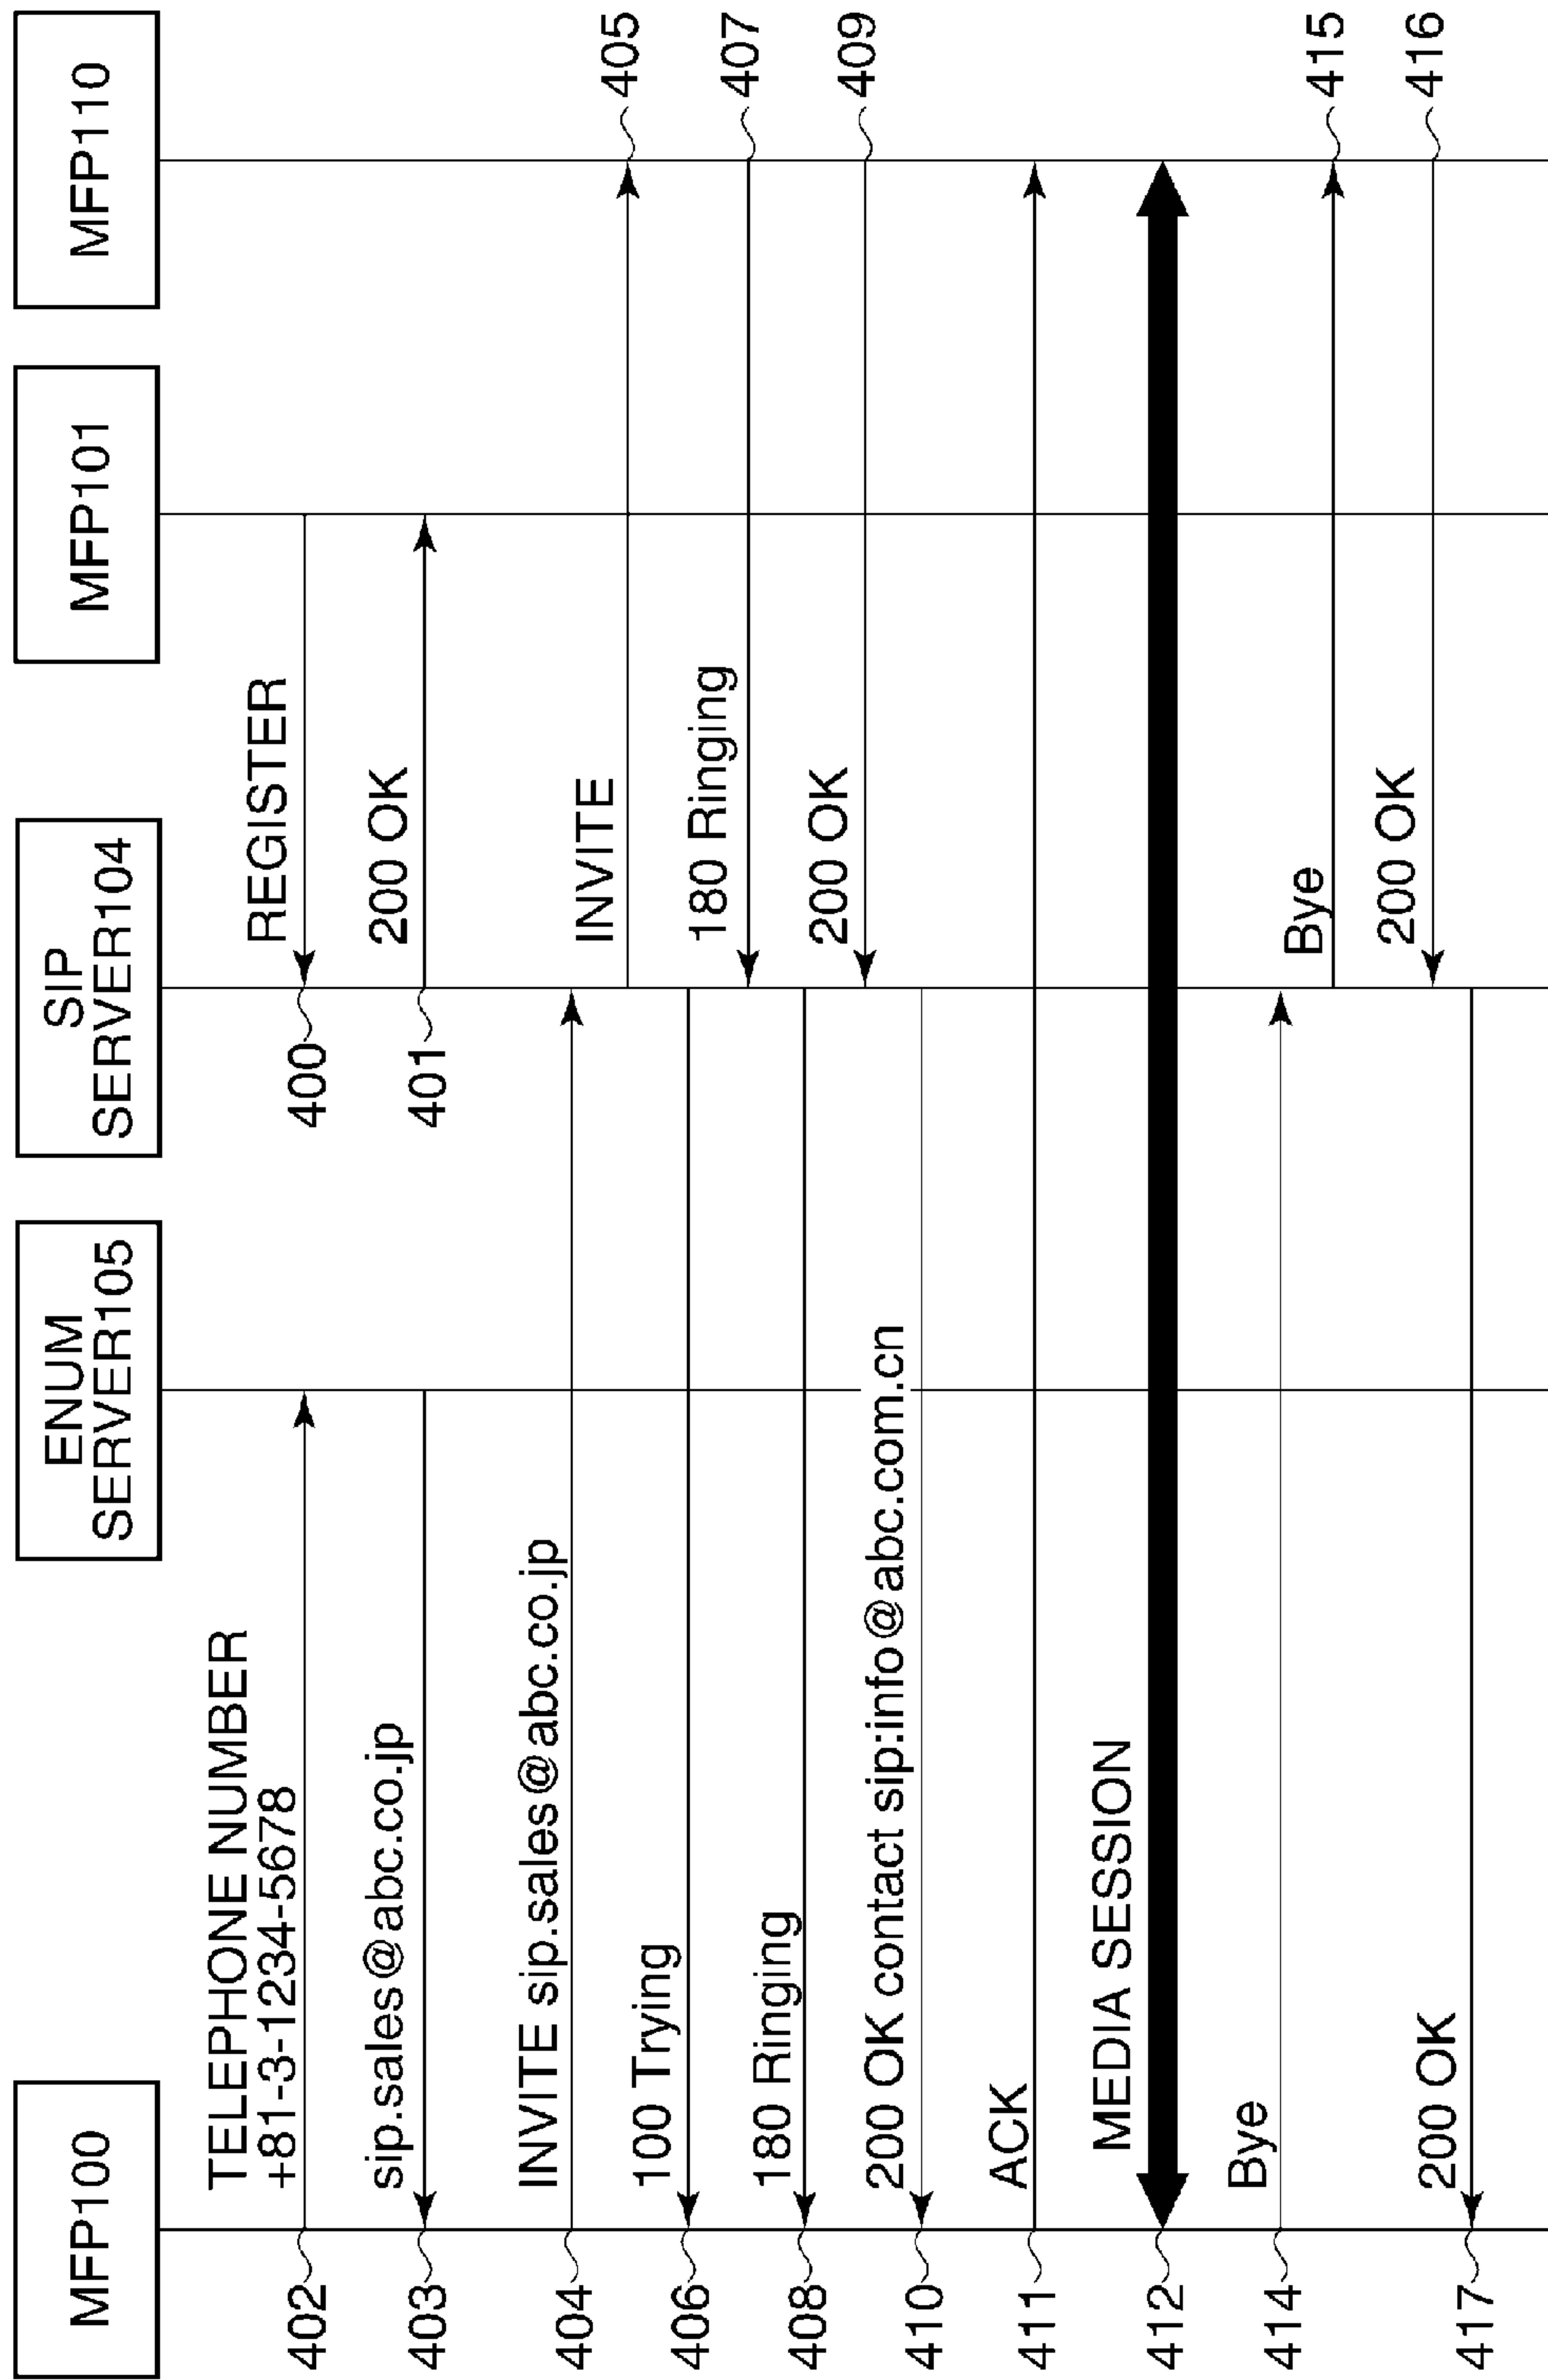 MFP100
ENUM
SERVER105
SIP
SERVER104
MFP101
MFP110
TELEPHONE NUMBER
+81-3-1234-5678
402
REGISTER
400
sip.sales@abc.co.jp
403
200 OK
401
INVITE sip.sales@abc.co.jp
404
INVITE
405
100 Trying
406
180 Ringing
407
180 Ringing
408
200 OK
409
200 OK contact sip:info@abc.com.cn
410
ACK
411
MEDIA SESSION
412
Bye
414
Bye
415
200 OK
416
200 OK
417